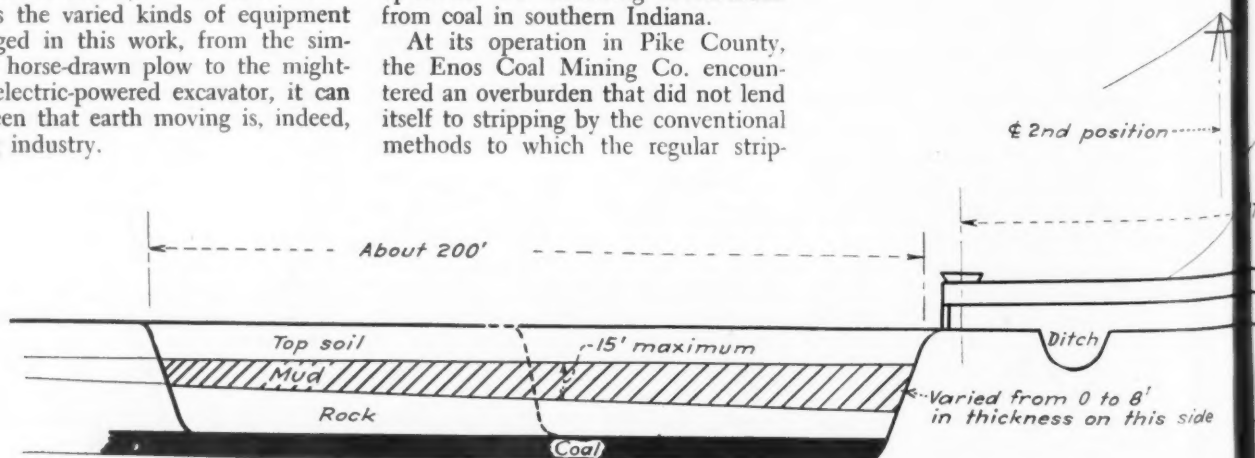 s the varied kinds of equipment
ged in this work, from the sim-
horse-drawn plow to the might-
electric-powered excavator, it can
een that earth moving is, indeed,
industry.
from coal in southern Indiana.
At its operation in Pike County,
the Enos Coal Mining Co. encoun-
tered an overburden that did not lend
itself to stripping by the conventional
methods to which the regular strip-
℄ 2nd position
About 200'
Top soil
15' maximum
Ditch
Mud
Varied from 0 to 8'
in thickness on this side
Rock
Coal